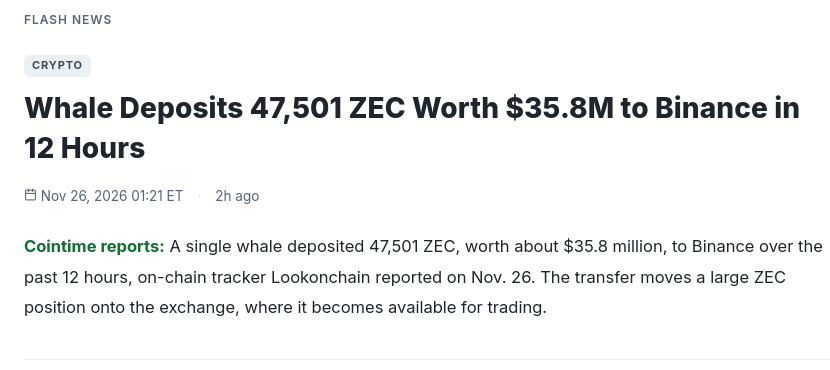 FLASH NEWS
CRYPTO
Whale Deposits 47,501 ZEC Worth $35.8M to Binance in
12 Hours
Nov 26, 2026 01:21 ET · 2h ago
Cointime reports: A single whale deposited 47,501 ZEC, worth about $35.8 million, to Binance over the
past 12 hours, on-chain tracker Lookonchain reported on Nov. 26. The transfer moves a large ZEC
position onto the exchange, where it becomes available for trading.